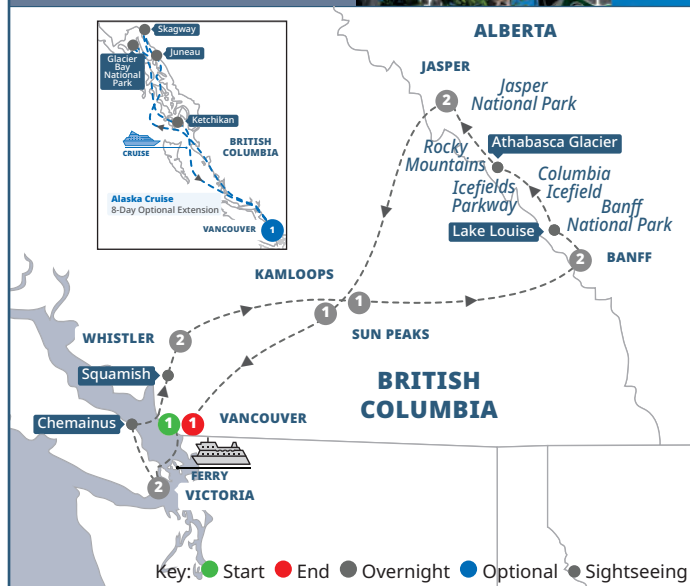 Skagway
Juneau
Glacier
Bay
National
Park
Ketchikan
CRUISE
BRITISH
COLUMBIA
Alaska Cruise
8-Day Optional Extension
VANCOUVER
1
ALBERTA
JASPER
2
Jasper
National Park
Athabasca Glacier
Rocky
Mountains
Icefields
Parkway
Columbia
Icefield
Banff
National Park
Lake Louise
2
BANFF
KAMLOOPS
1
1
SUN PEAKS
WHISTLER
2
Squamish
BRITISH
COLUMBIA
Chemainus
1
1
VANCOUVER
FERRY
2
VICTORIA
Key: Start End Overnight Optional Sightseeing